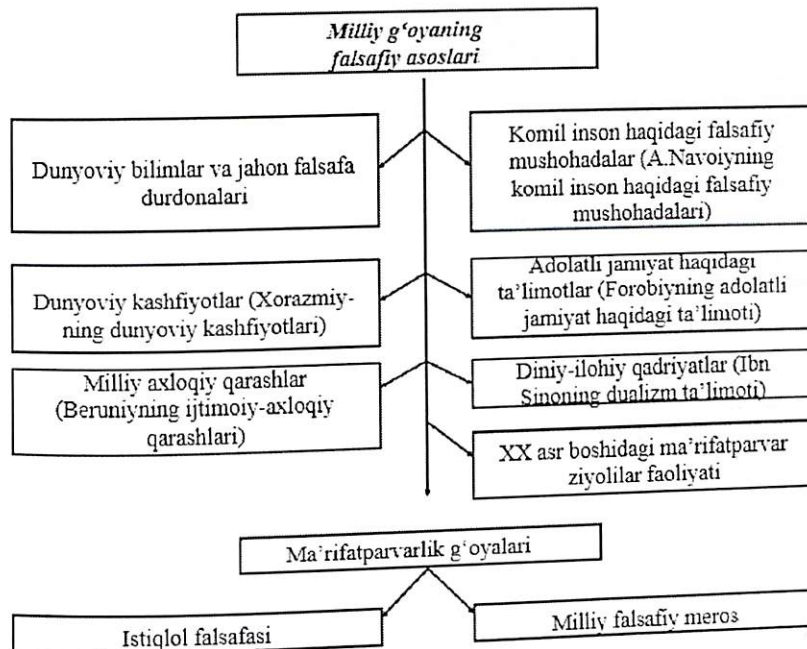 Milliy g‘oyaning
falsafiy asoslari
Dunyoviy bilimlar va jahon falsafa
durdonalari
Komil inson haqidagi falsafiy
mushohadalar (A.Navoiyning
komil inson haqidagi falsafiy
mushohadalari)
Dunyoviy kashfiyotlar (Xorazmiy-
ning dunyoviy kashfiyotlari)
Adolatli jamiyat haqidagi
ta’limotlar (Forobiyning adolatli
jamiyat haqidagi ta’limoti)
Milliy axloqiy qarashlar
(Beruniyning ijtimoiy-axloqiy
qarashlari)
Diniy-ilohiy qadriyatlar (Ibn
Sinoning dualizm ta’limoti)
XX asr boshidagi ma’rifatparvar
ziyolilar faoliyati
Ma’rifatparvarlik g‘oyalari
Istiqlol falsafasi
Milliy falsafiy meros